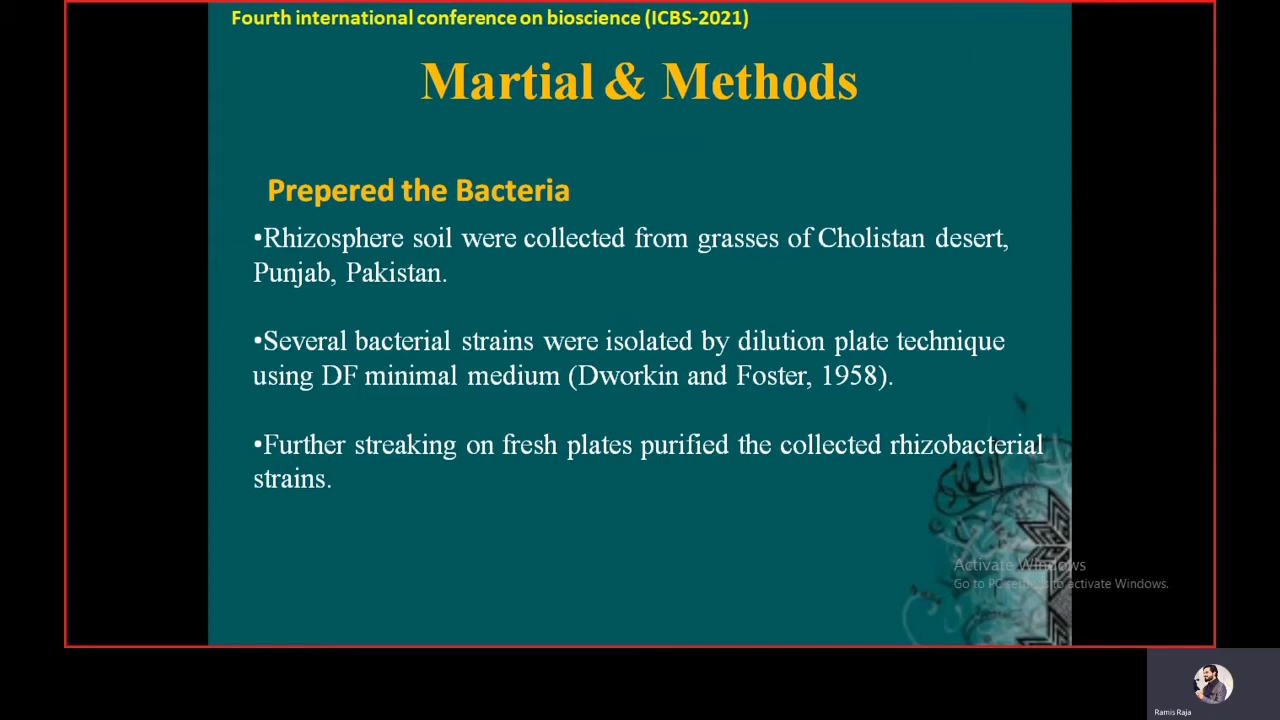 Fourth international conference on bioscience (ICBS-2021)
Martial & Methods
Prepered the Bacteria
•Rhizosphere soil were collected from grasses of Cholistan desert,
Punjab, Pakistan.
•Several bacterial strains were isolated by dilution plate technique
using DF minimal medium (Dworkin and Foster, 1958).
•Further streaking on fresh plates purified the collected rhizobacterial
strains.
Activate Windows
Go to PC settings to activate Windows.
Ramis Raja